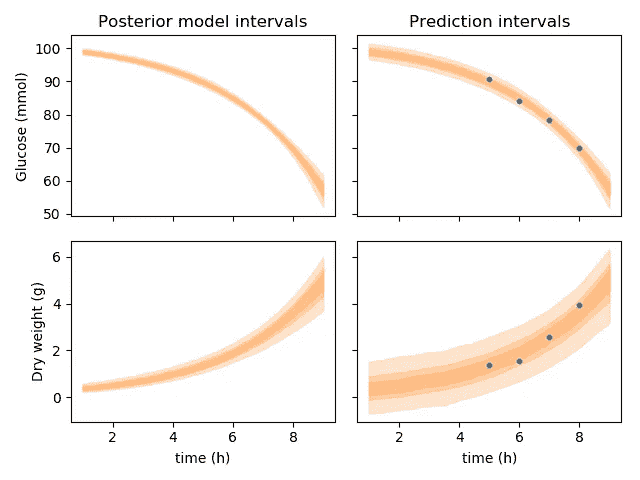 Posterior model intervals
Prediction intervals
Glucose (mmol)
100
90
80
70
60
50
Dry weight (g)
6
4
2
0
2 4 6 8
2 4 6 8
time (h)
time (h)